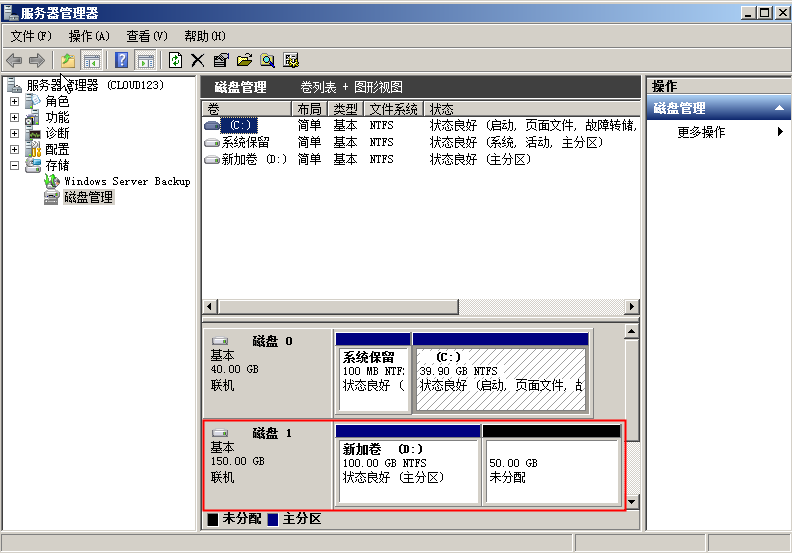 服务器管理器
文件(F) 操作(A) 查看(V) 帮助(H)
服务器管理器 (CLOUD123)
角色
功能
诊断
配置
存储
Windows Server Backup
磁盘管理
磁盘管理 卷列表 + 图形视图
卷 布局 类型 文件系统 状态
(C:) 简单 基本 NTFS 状态良好 (启动, 页面文件, 故障转储,
系统保留 简单 基本 NTFS 状态良好 (系统, 活动, 主分区)
新加卷 (D:) 简单 基本 NTFS 状态良好 (主分区)
磁盘 0
基本
40.00 GB
联机
系统保留
100 MB NTF
状态良好 (
(C:)
39.90 GB NTFS
状态良好 (启动, 页面文件, 故
磁盘 1
基本
150.00 GB
联机
新加卷 (D:)
100.00 GB NTFS
状态良好 (主分区)
50.00 GB
未分配
未分配 主分区
操作
磁盘管理
更多操作